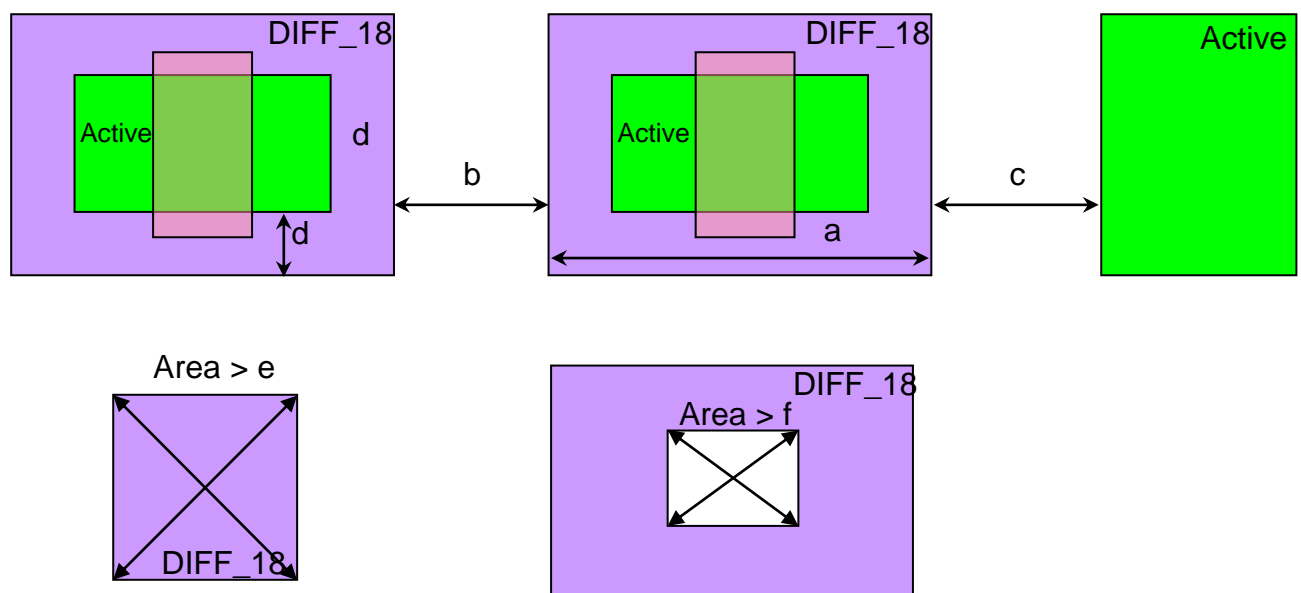 DIFF_18
DIFF_18
Active
Active
d
Active
b
c
d
a
Area > e
DIFF_18
Area > f
DIFF_18